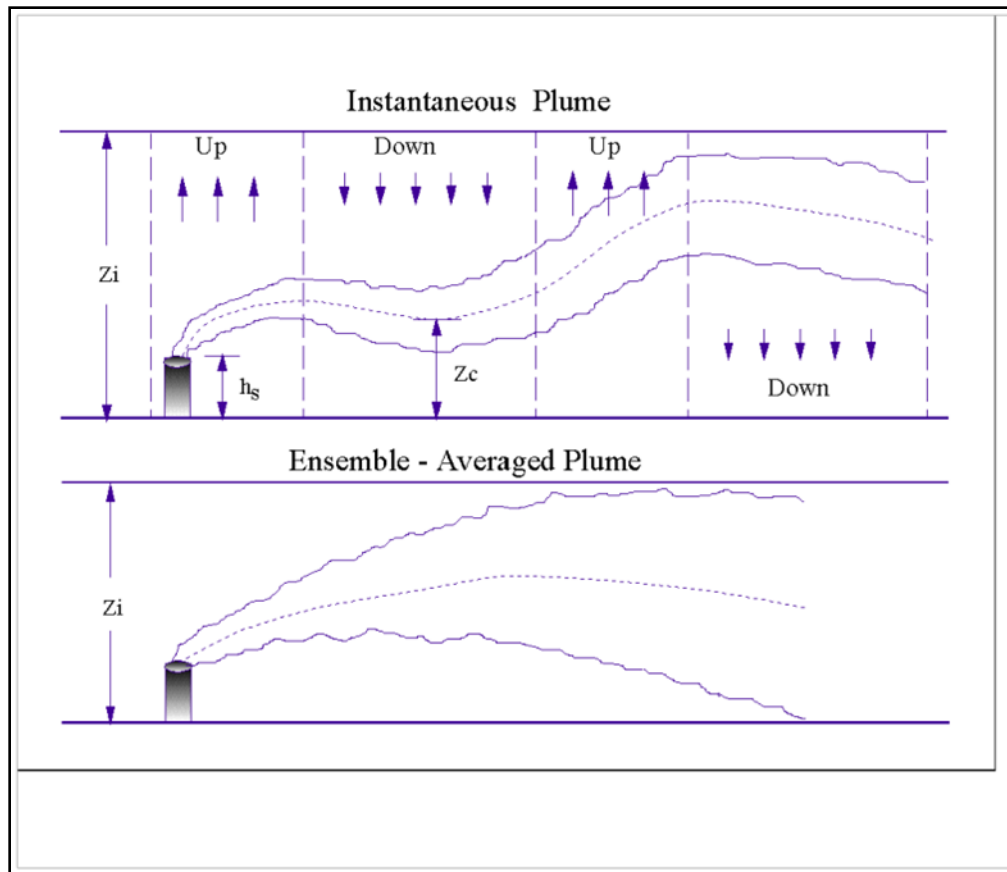 Instantaneous Plume
Up Down Up
Zi
Zc
hs
Down
Ensemble - Averaged Plume
Zi